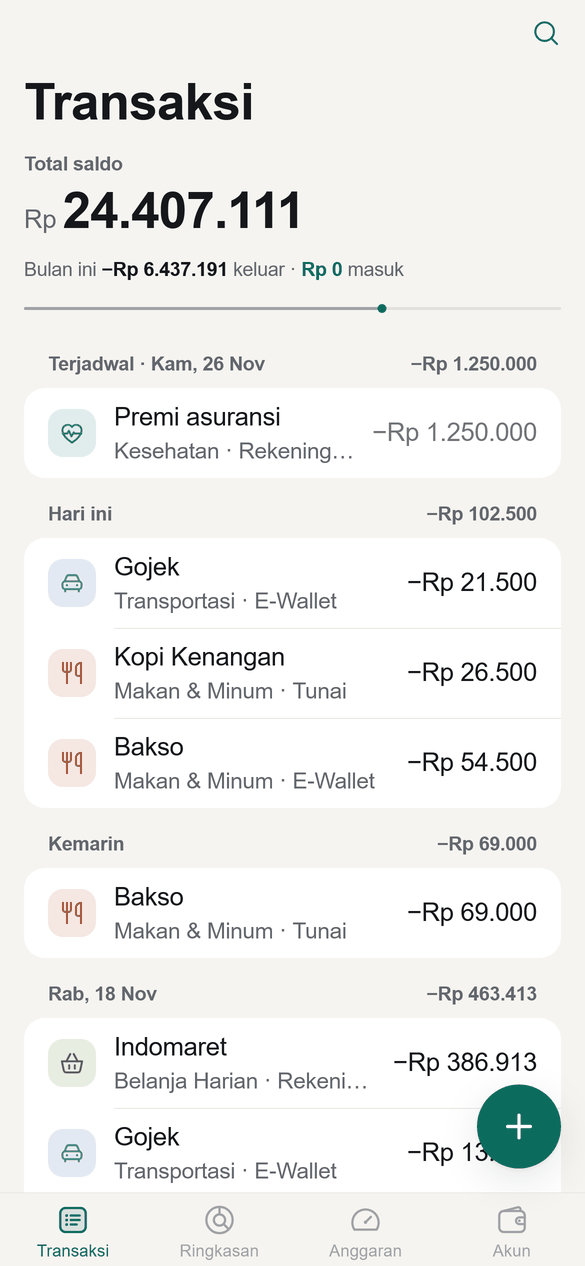 Transaksi
Total saldo
Rp 24.407.111
Bulan ini −Rp 6.437.191 keluar · Rp 0 masuk
Terjadwal · Kam, 26 Nov −Rp 1.250.000
Premi asuransi −Rp 1.250.000
Kesehatan · Rekening…
Hari ini −Rp 102.500
Gojek −Rp 21.500
Transportasi · E-Wallet
Kopi Kenangan −Rp 26.500
Makan & Minum · Tunai
Bakso −Rp 54.500
Makan & Minum · E-Wallet
Kemarin −Rp 69.000
Bakso −Rp 69.000
Makan & Minum · Tunai
Rab, 18 Nov −Rp 463.413
Indomaret −Rp 386.913
Belanja Harian · Rekeni…
Gojek −Rp
Transportasi · E-Wallet
Transaksi Ringkasan Anggaran Akun